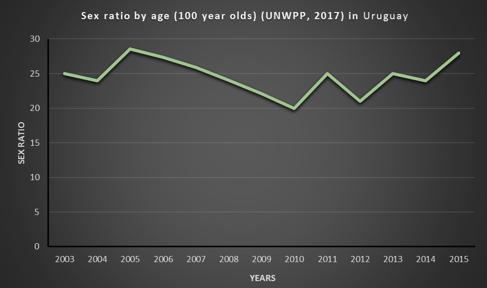 Sex ratio by age (100 year olds) (UNWPP, 2017) in Uruguay
30
25
20
15
10
5
0
SEX RATIO
2003 2004 2005 2006 2007 2008 2009 2010 2011 2012 2013 2014 2015
YEARS